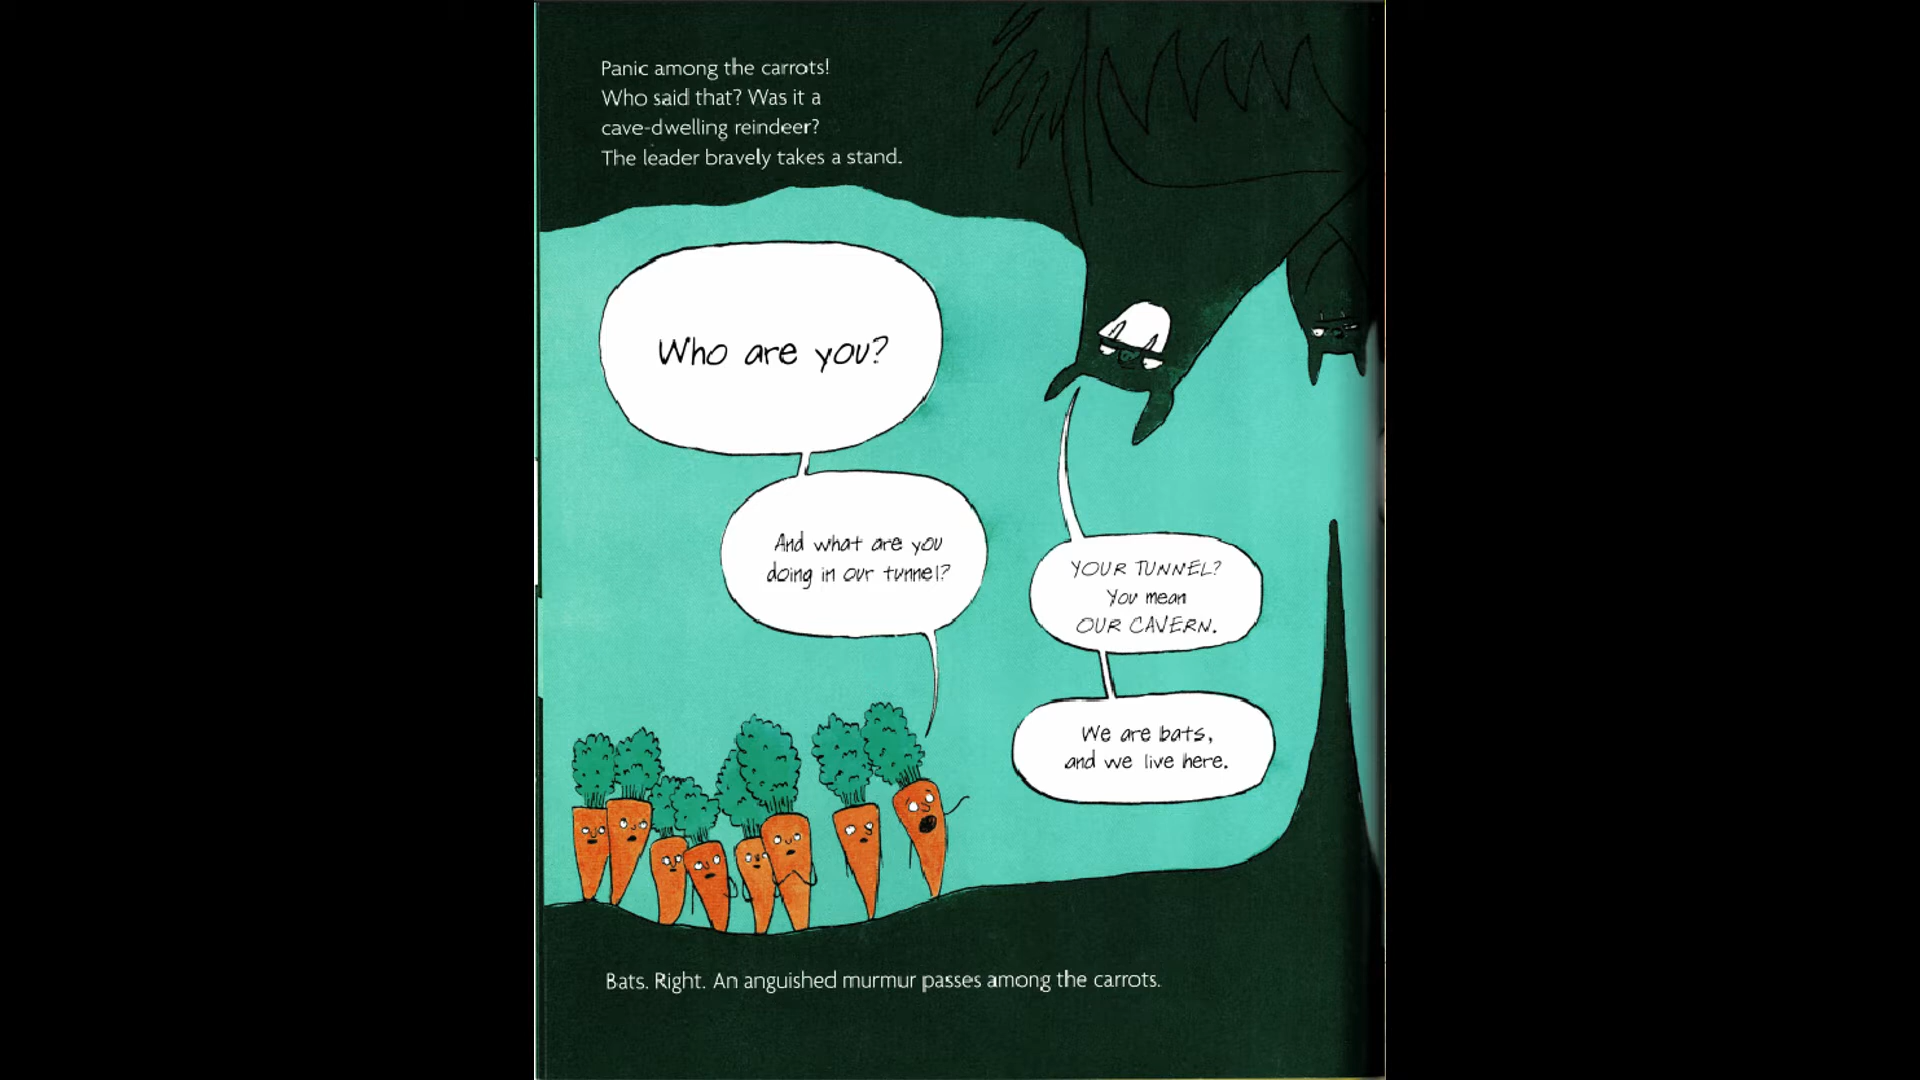 Panic among the carrots!
Who said that? Was it a
cave-dwelling reindeer?
The leader bravely takes a stand.
Who are you?
And what are you
doing in our tunnel?
YOUR TUNNEL?
You mean
OUR CAVERN.
We are bats,
and we live here.
Bats. Right. An anguished murmur passes among the carrots.